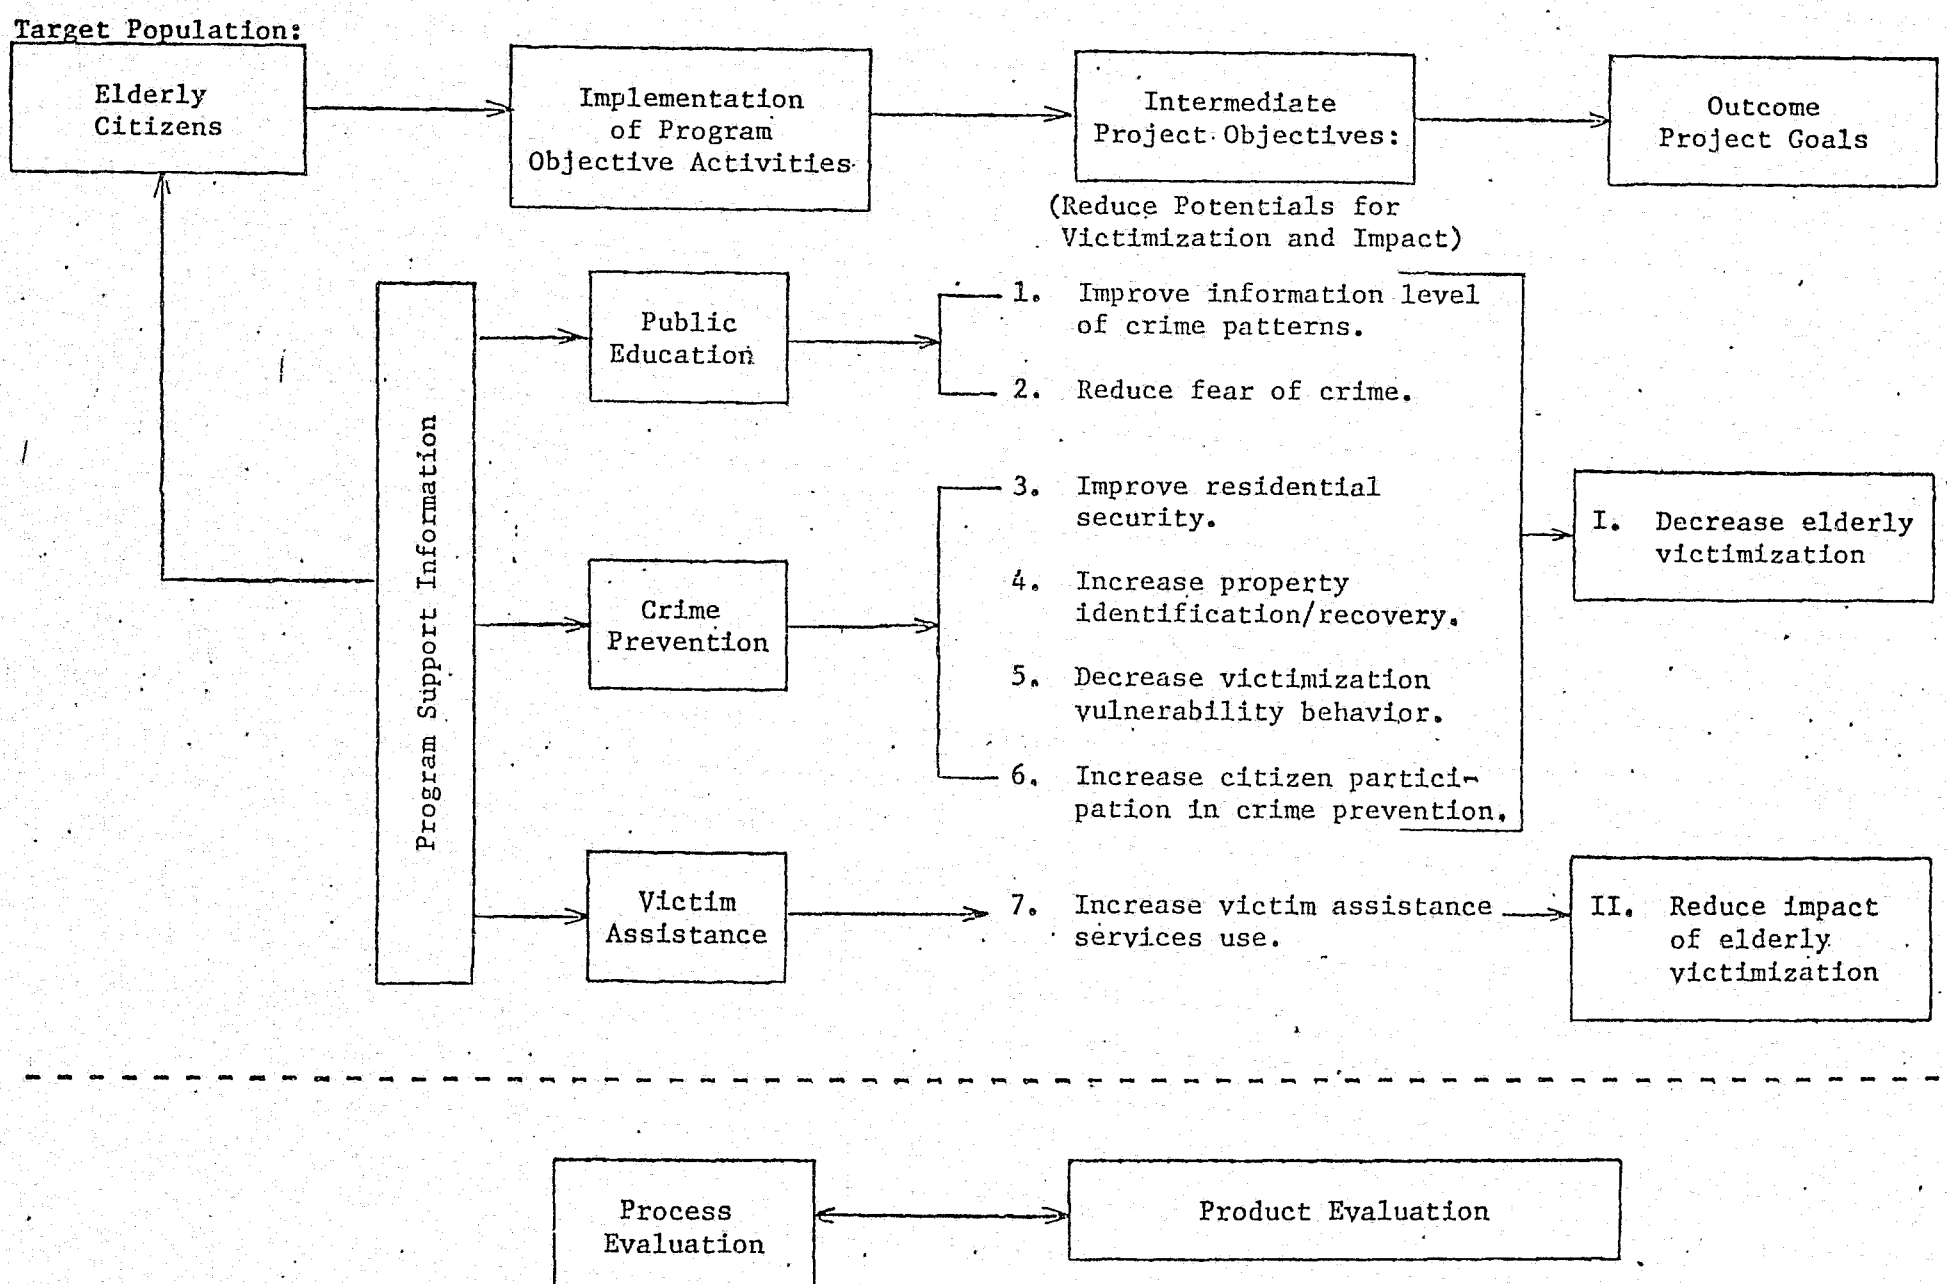 Target Population:
Elderly
Citizens
Implementation
of Program
Objective Activities
Intermediate
Project Objectives:
Outcome
Project Goals
(Reduce Potentials for
Victimization and Impact)
Program Support Information
Public
Education
1. Improve information level
of crime patterns.
2. Reduce fear of crime.
Crime
Prevention
3. Improve residential
security.
4. Increase property
identification/recovery.
5. Decrease victimization
vulnerability behavior.
6. Increase citizen partici-
pation in crime prevention.
I. Decrease elderly
victimization
Victim
Assistance
7. Increase victim assistance
services use.
II. Reduce impact
of elderly
victimization
Process
Evaluation
Product Evaluation